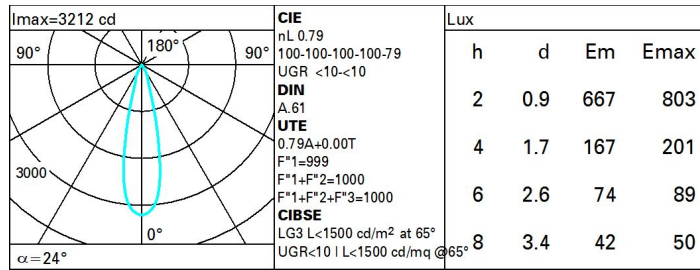 Imax=3212 cd
90° 180° 90°
3000
0°
α=24°
CIE
nL 0.79
100-100-100-100-79
UGR <10-<10
DIN
A.61
UTE
0.79A+0.00T
F"1=999
F"1+F"2=1000
F"1+F"2+F"3=1000
CIBSE
LG3 L<1500 cd/m² at 65°
UGR<10 | L<1500 cd/mq @65°
Lux
h d Em Emax
2 0.9 667 803
4 1.7 167 201
6 2.6 74 89
8 3.4 42 50